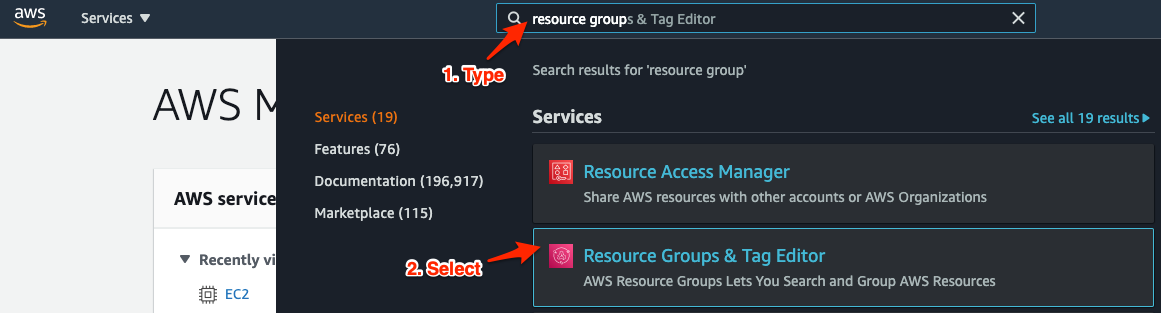 aws
Services ▼
resource groups & Tag Editor
1. Type
Search results for 'resource group'
AWS M
Services (19)
Services
See all 19 results
Features (76)
Resource Access Manager
Documentation (196,917)
Share AWS resources with other accounts or AWS Organizations
AWS service
Marketplace (115)
2. Select
Resource Groups & Tag Editor
Recently vi
AWS Resource Groups Lets You Search and Group AWS Resources
EC2